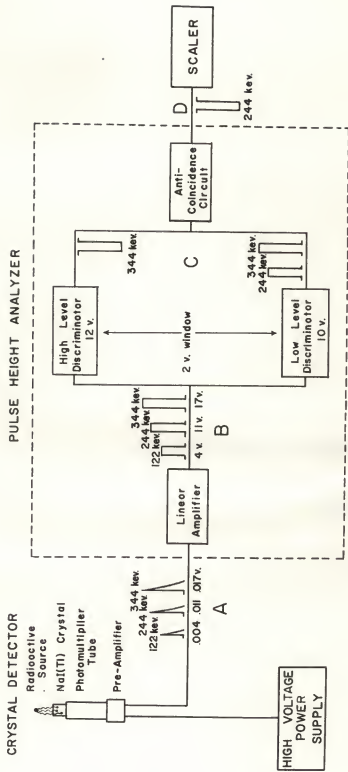 CRYSTAL DETECTOR
Radioactive
Source
NaI(Tl) Crystal
Photomultiplier
Tube
Pre-Amplifier
HIGH VOLTAGE
POWER
SUPPLY
344 kev.
244 kev.
122 kev.
.004 .011 .017v.
A
PULSE HEIGHT ANALYZER
Linear
Amplifier
344 kev.
244 kev.
122 kev.
4 v. 11v. 17v.
B
High Level
Discriminator
12 v.
2 v. window
Low Level
Discriminator
10 v.
344 kev.
C
344 kev.
244 kev.
Anti-
Coincidence
Circuit
D
244 kev.
SCALER